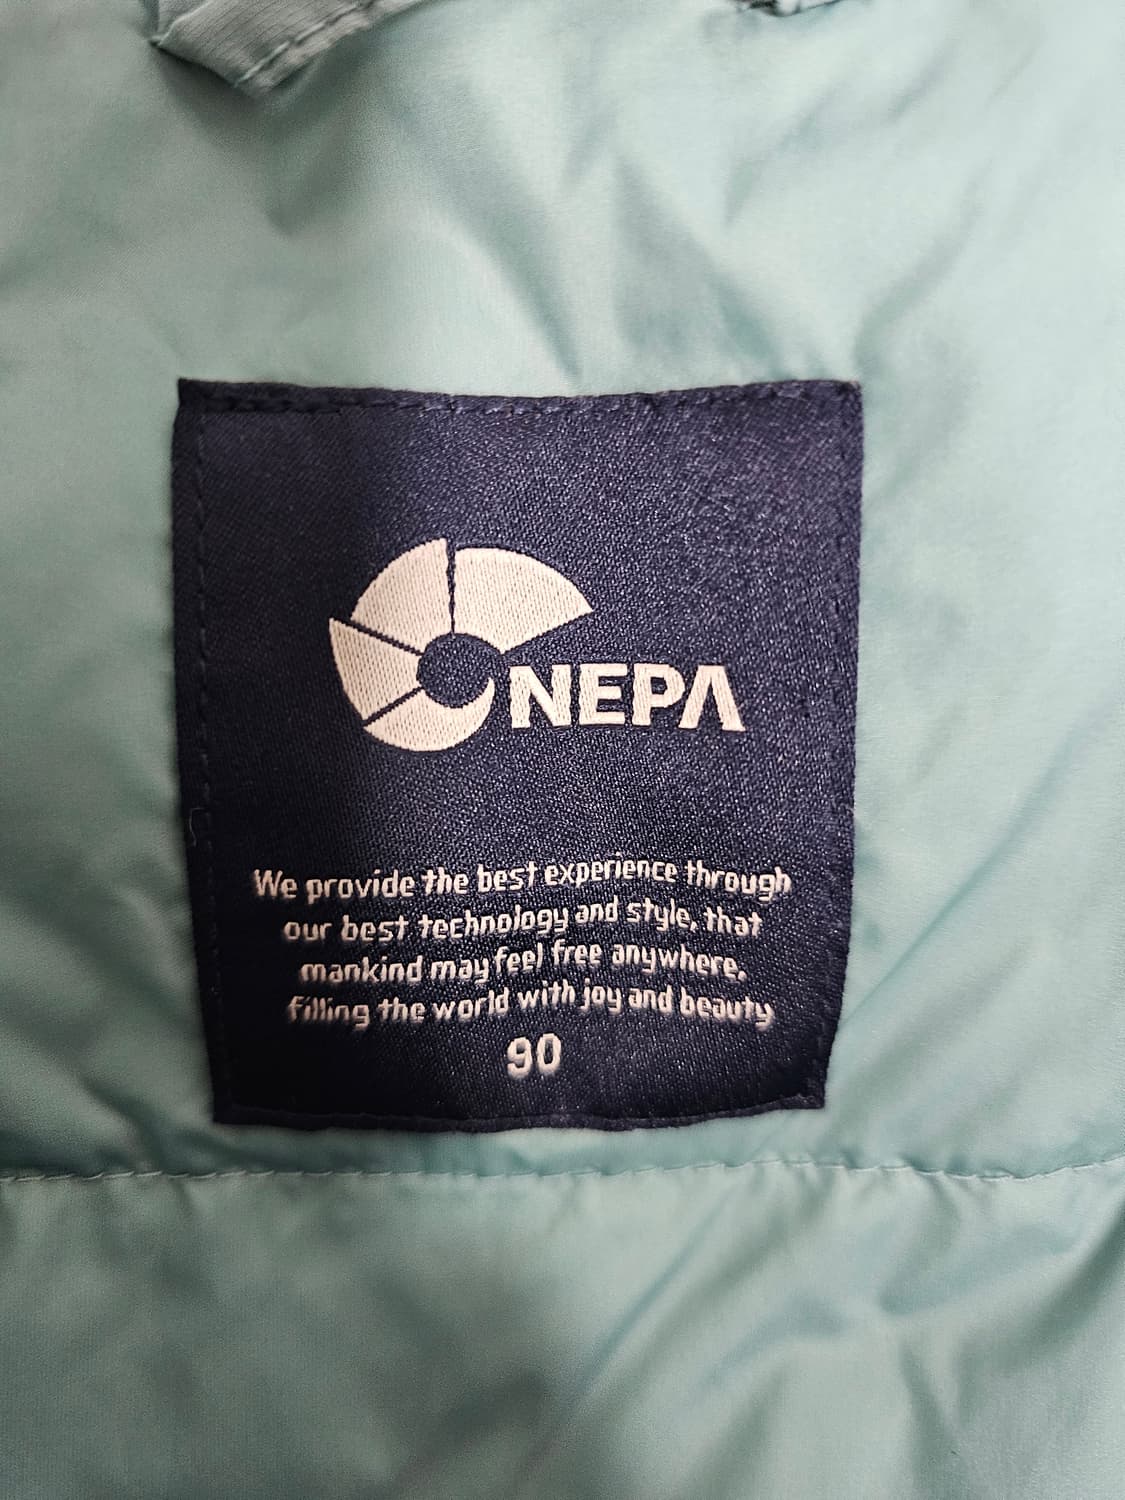 NEPA
We provide the best experience through
our best technology and style, that
mankind may feel free anywhere.
filling the world with joy and beauty
90